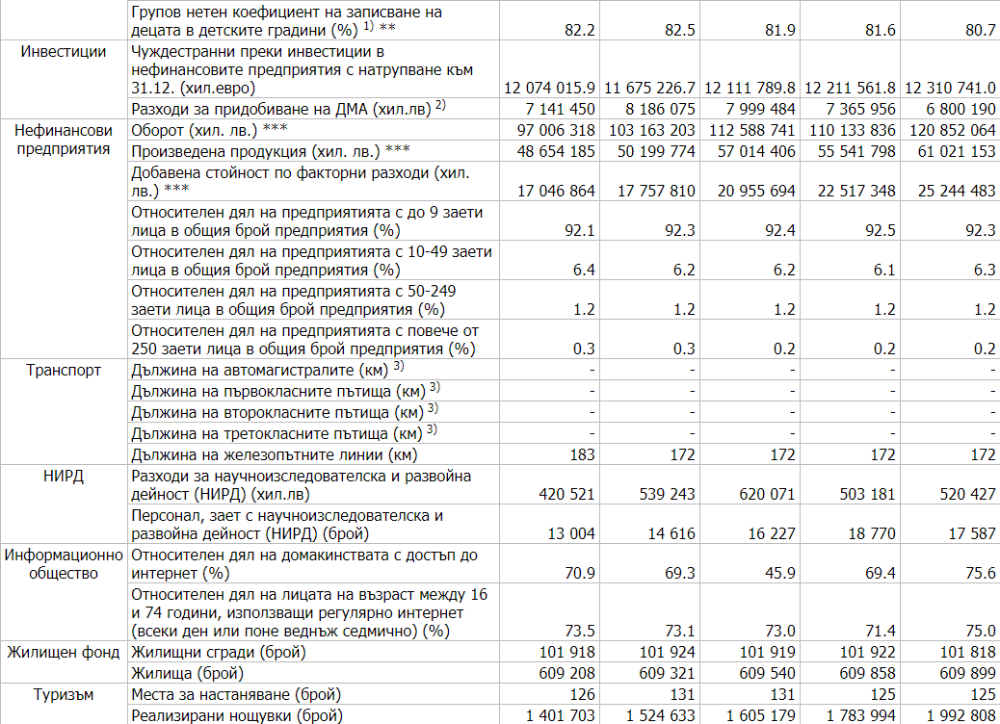 Групов нетен коефициент на записване на
децата в детските градини (%) 1) ** 82.2 82.5 81.9 81.6 80.7
Инвестиции Чуждестранни преки инвестиции в
нефинансовите предприятия с натрупване към
31.12. (хил.евро) 12 074 015.9 11 675 226.7 12 111 789.8 12 211 561.8 12 310 741.0
Разходи за придобиване на ДМА (хил.лв) 2) 7 141 450 8 186 075 7 999 484 7 365 956 6 800 190
Нефинансови Оборот (хил. лв.) *** 97 006 318 103 163 203 112 588 741 110 133 836 120 852 064
предприятия Произведена продукция (хил. лв.) *** 48 654 185 50 199 774 57 014 406 55 541 798 61 021 153
Добавена стойност по факторни разходи (хил.
лв.) *** 17 046 864 17 757 810 20 955 694 22 517 348 25 244 483
Относителен дял на предприятията с до 9 заети
лица в общия брой предприятия (%) 92.1 92.3 92.4 92.5 92.3
Относителен дял на предприятията с 10-49 заети
лица в общия брой предприятия (%) 6.4 6.2 6.2 6.1 6.3
Относителен дял на предприятията с 50-249
заети лица в общия брой предприятия (%) 1.2 1.2 1.2 1.2 1.2
Относителен дял на предприятията с повече от
250 заети лица в общия брой предприятия (%) 0.3 0.3 0.2 0.2 0.2
Транспорт Дължина на автомагистралите (км) 3) - - - - -
Дължина на първокласните пътища (км) 3) - - - - -
Дължина на второкласните пътища (км) 3) - - - - -
Дължина на третокласните пътища (км) 3) - - - - -
Дължина на железопътните линии (км) 183 172 172 172 172
НИРД Разходи за научноизследователска и развойна
дейност (НИРД) (хил.лв) 420 521 539 243 620 071 503 181 520 427
Персонал, зает с научноизследователска и
развойна дейност (НИРД) (брой) 13 004 14 616 16 227 18 770 17 587
Информационно Относителен дял на домакинствата с достъп до
общество интернет (%) 70.9 69.3 45.9 69.4 75.6
Относителен дял на лицата на възраст между 16
и 74 години, използващи регулярно интернет
(всеки ден или поне веднъж седмично) (%) 73.5 73.1 73.0 71.4 75.0
Жилищен фонд Жилищни сгради (брой) 101 918 101 924 101 919 101 922 101 818
Жилища (брой) 609 208 609 321 609 540 609 858 609 899
Туризъм Места за настаняване (брой) 126 131 131 125 125
Реализирани нощувки (брой) 1 401 703 1 524 633 1 605 179 1 783 994 1 992 808